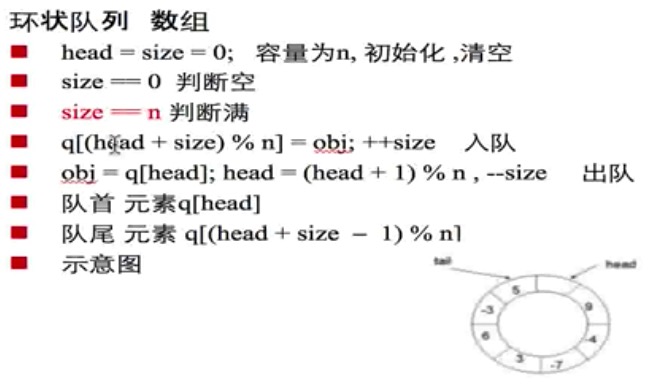 环状队列 数组
head = size = 0; 容量为n, 初始化 ,清空
size == 0 判断空
size == n 判断满
q[(head + size) % n] = obj; ++size 入队
obj = q[head]; head = (head + 1) % n , --size 出队
队首 元素q[head]
队尾 元素 q[(head + size − 1) % n]
示意图
tail
head
5
9
-3
-4
6
3
-7